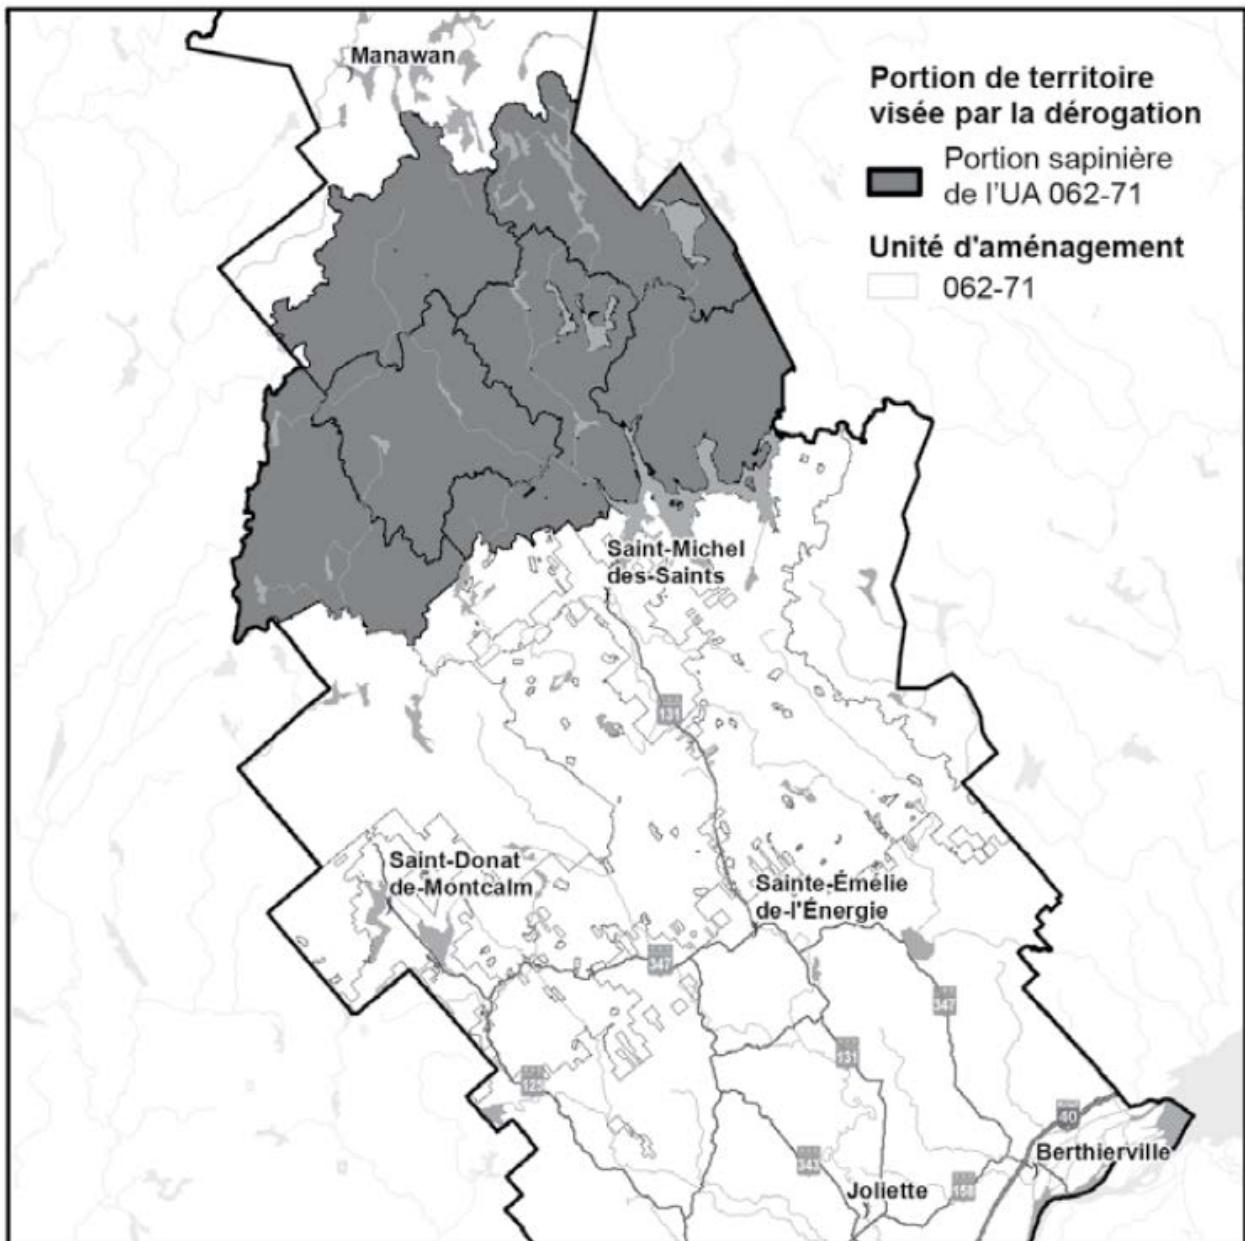 Manawan
Portion de territoire
visée par la dérogation
Portion sapinière
de l'UA 062-71
Unité d'aménagement
062-71
Saint-Michel
des-Saints
131
Saint-Donat
de-Montcalm
Sainte-Émélie
de-l'Énergie
347
347
131
125
40
Berthierville
343
158
Joliette